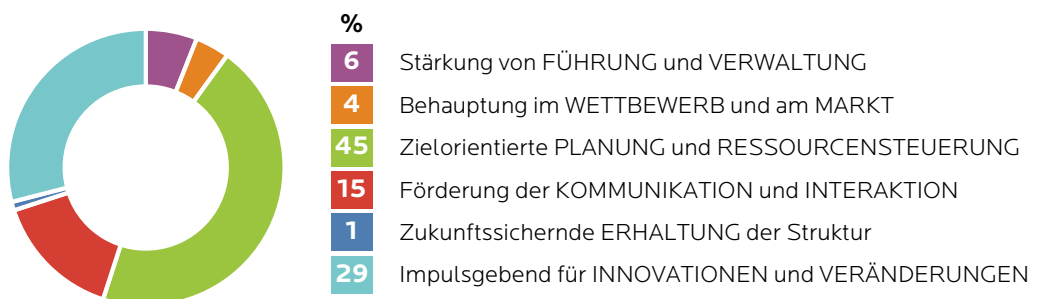 %
6 Stärkung von FÜHRUNG und VERWALTUNG
4 Behauptung im WETTBEWERB und am MARKT
45 Zielorientierte PLANUNG und RESSOURCENSTEUERUNG
15 Förderung der KOMMUNIKATION und INTERAKTION
1 Zukunftssichernde ERHALTUNG der Struktur
29 Impulsgebend für INNOVATIONEN und VERÄNDERUNGEN